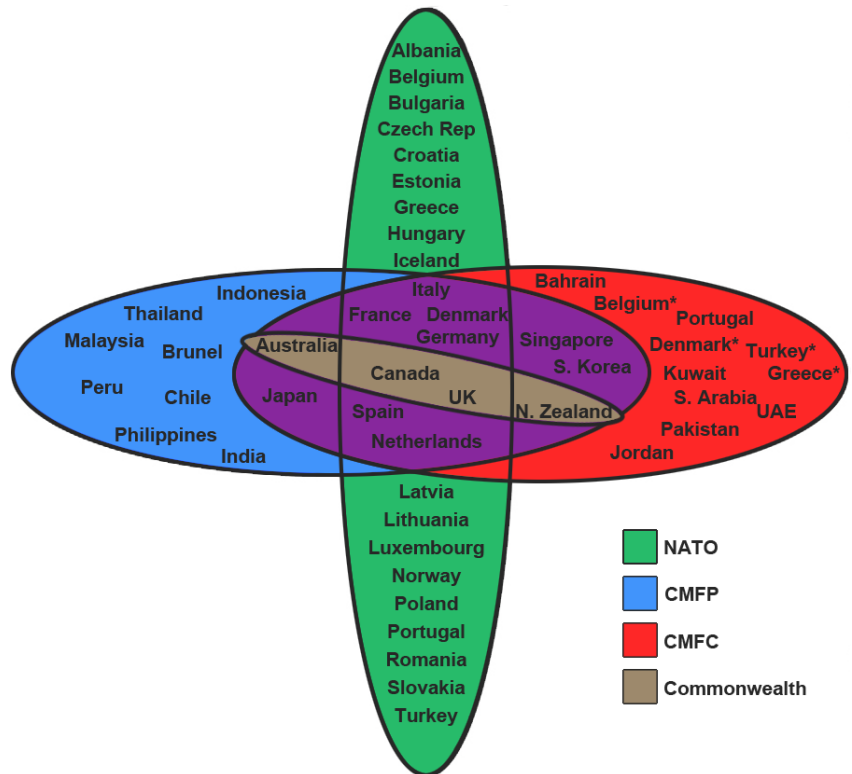 Albania
Belgium
Bulgaria
Czech Rep
Croatia
Estonia
Greece
Hungary
Iceland
Indonesia
Thailand
Malaysia
Brunel
Peru
Chile
Philippines
India
Italy
France
Denmark
Germany
Australia
Canada
UK
N. Zealand
Japan
Spain
Netherlands
Singapore
S. Korea
Bahrain
Belgium*
Portugal
Denmark*
Turkey*
Kuwait
Greece*
S. Arabia
UAE
Pakistan
Jordan
Latvia
Lithuania
Luxembourg
Norway
Poland
Portugal
Romania
Slovakia
Turkey
NATO
CMFP
CMFC
Commonwealth